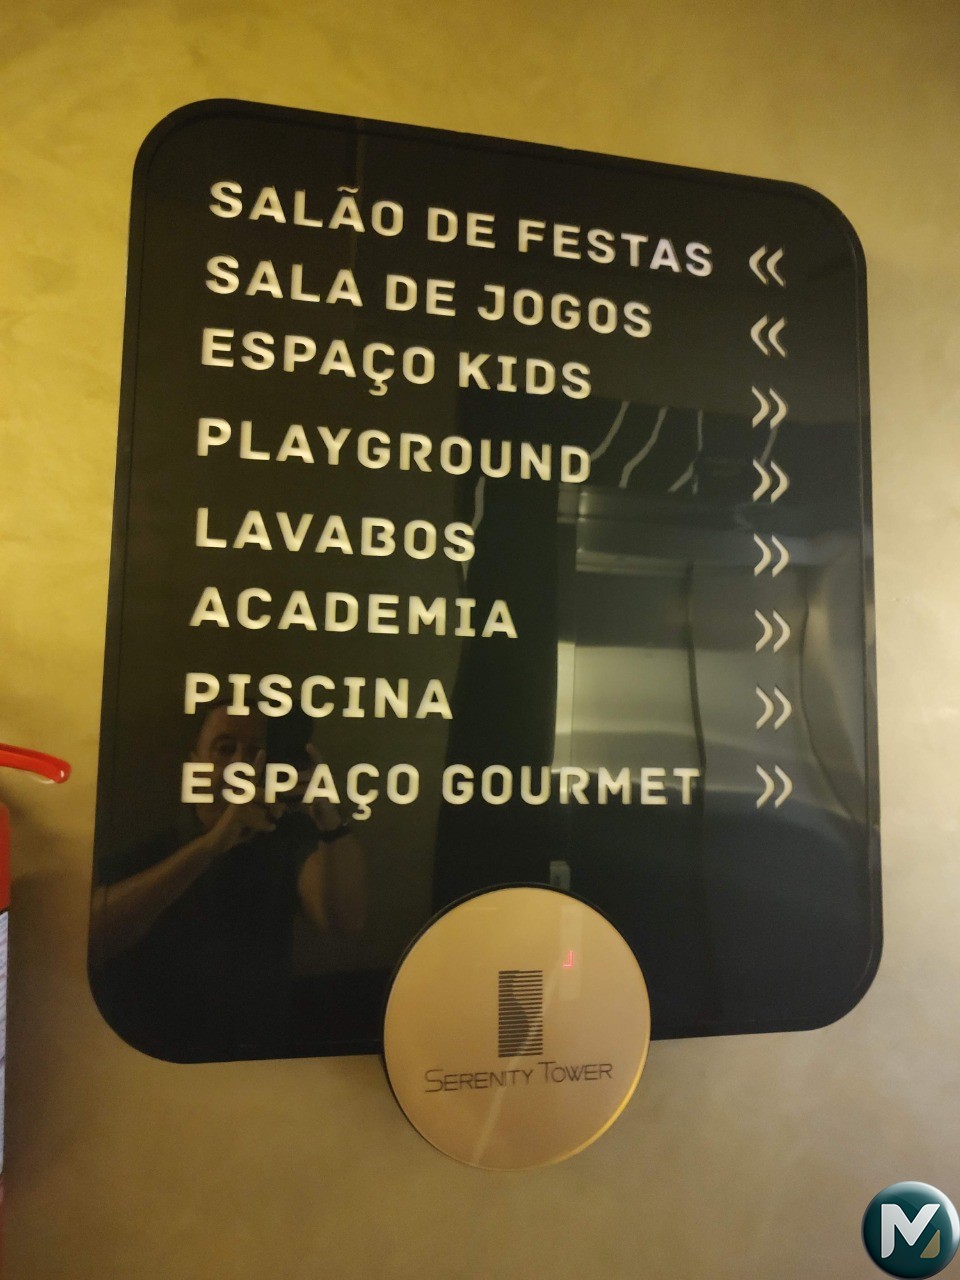 SALÃO DE FESTAS «
SALA DE JOGOS «
ESPAÇO KIDS »
PLAYGROUND »
LAVABOS »
ACADEMIA »
PISCINA »
ESPAÇO GOURMET »
SERENITY TOWER
M